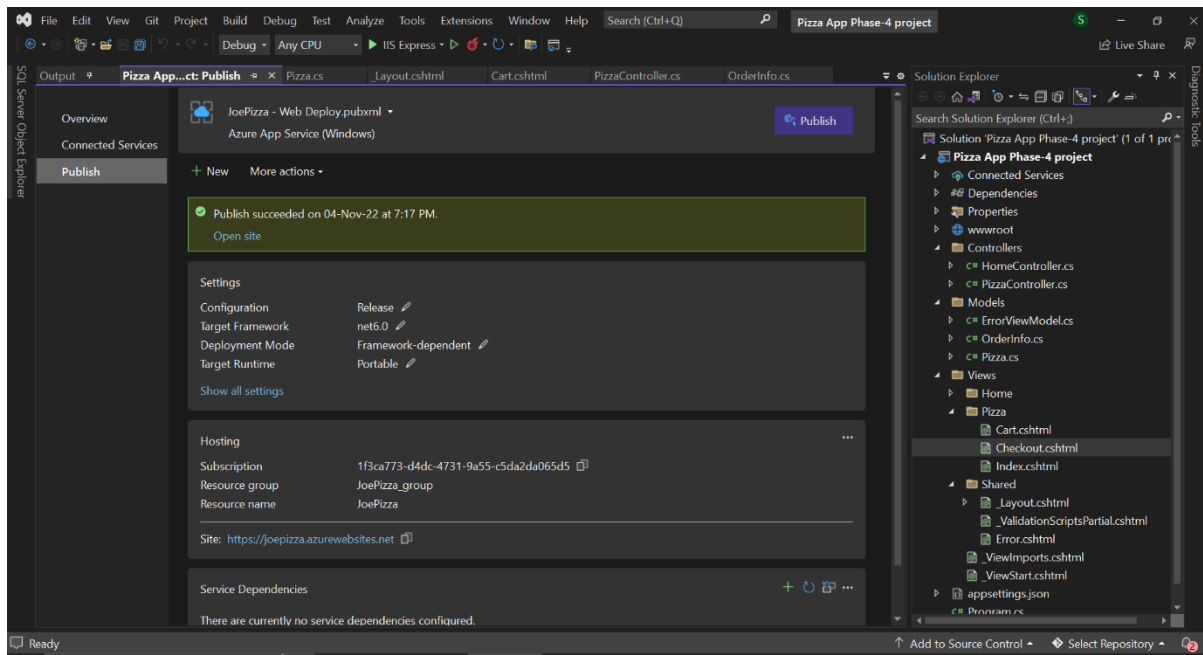 File Edit View Git Project Build Debug Test Analyze Tools Extensions Window Help Search (Ctrl+Q) Pizza App Phase-4 project S
Debug Any CPU IIS Express Live Share
Output Pizza App...ct: Publish Pizza.cs _Layout.cshtml Cart.cshtml PizzaController.cs OrderInfo.cs
SQL Server Object Explorer
Overview
Connected Services
Publish
JoePizza - Web Deploy.pubxml
Azure App Service (Windows)
Publish
New More actions
Publish succeeded on 04-Nov-22 at 7:17 PM.
Open site
Settings
Configuration Release
Target Framework net6.0
Deployment Mode Framework-dependent
Target Runtime Portable
Show all settings
Hosting
Subscription 1f3ca773-d4dc-4731-9a55-c5da2da065d5
Resource group JoePizza_group
Resource name JoePizza
Site: https://joepizza.azurewebsites.net
Service Dependencies
There are currently no service dependencies configured.
Solution Explorer
Search Solution Explorer (Ctrl+;)
Solution 'Pizza App Phase-4 project' (1 of 1 pro
Pizza App Phase-4 project
Connected Services
Dependencies
Properties
wwwroot
Controllers
C# HomeController.cs
C# PizzaController.cs
Models
C# ErrorViewModel.cs
C# OrderInfo.cs
C# Pizza.cs
Views
Home
Pizza
Cart.cshtml
Checkout.cshtml
Index.cshtml
Shared
_Layout.cshtml
_ValidationScriptsPartial.cshtml
Error.cshtml
_ViewImports.cshtml
_ViewStart.cshtml
appsettings.json
C# Program.cs
Diagnostic Tools
Ready Add to Source Control Select Repository 2